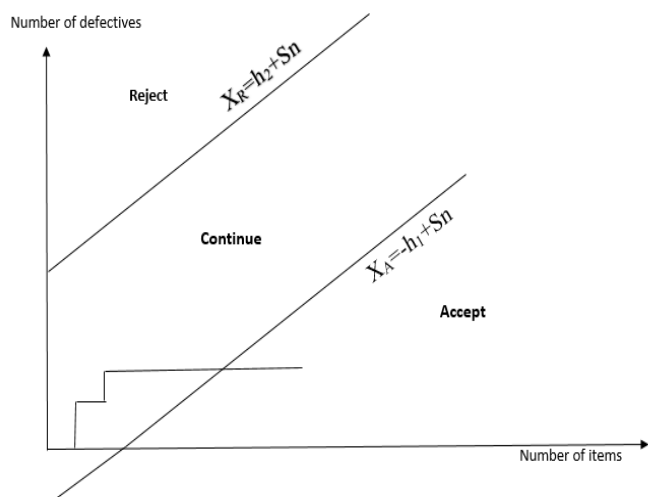 Number of defectives
Reject
X_R=h_2+Sn
Continue
X_A=-h_1+Sn
Accept
Number of items